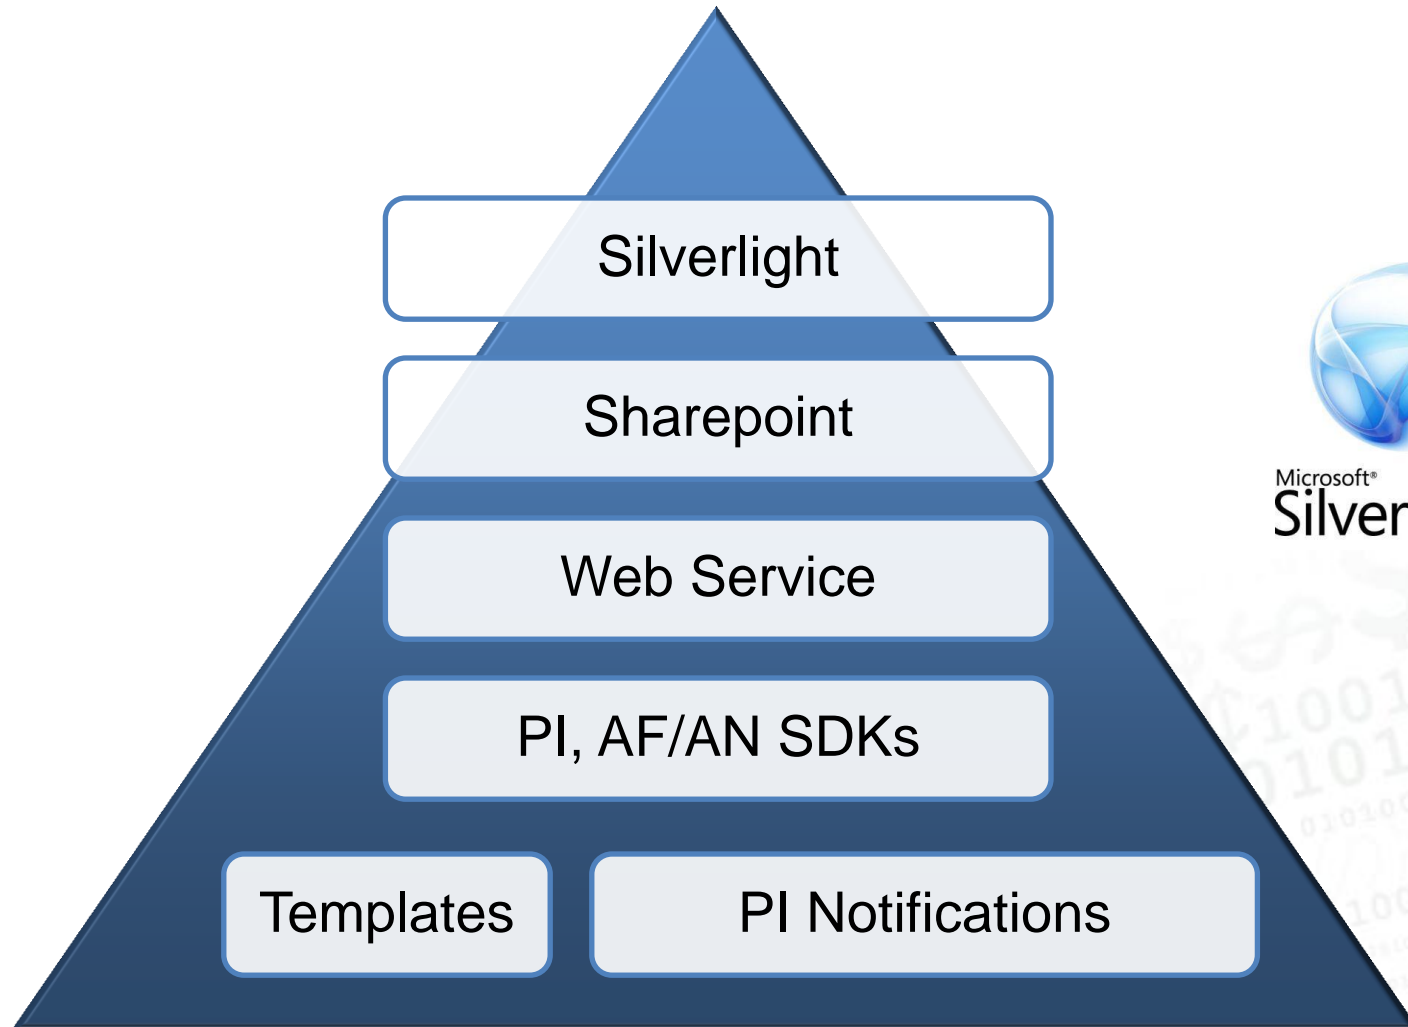 Silverlight
Sharepoint
Microsoft®
Silver
Web Service
PI, AF/AN SDKs
Templates
PI Notifications